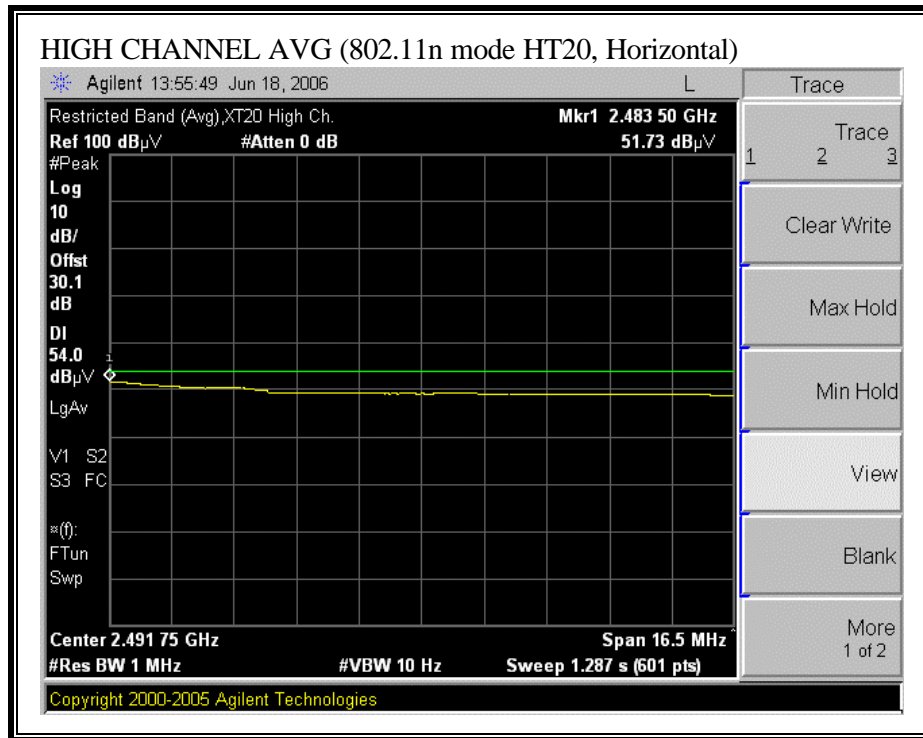 HIGH CHANNEL AVG (802.11n mode HT20, Horizontal)
Agilent 13:55:49 Jun 18, 2006 L
Trace
Restricted Band (Avg),XT20 High Ch.
Mkr1 2.483 50 GHz
Ref 100 dBµV #Atten 0 dB 51.73 dBµV
#Peak
Log
10
dB/
Offst
30.1
dB
DI
54.0
dBµV
LgAv
V1 S2
S3 FC
¤(f):
FTun
Swp
1
Center 2.491 75 GHz Span 16.5 MHz^
#Res BW 1 MHz #VBW 10 Hz Sweep 1.287 s (601 pts)
Copyright 2000-2005 Agilent Technologies
Trace
1 2 3
Clear Write
Max Hold
Min Hold
View
Blank
More
1 of 2